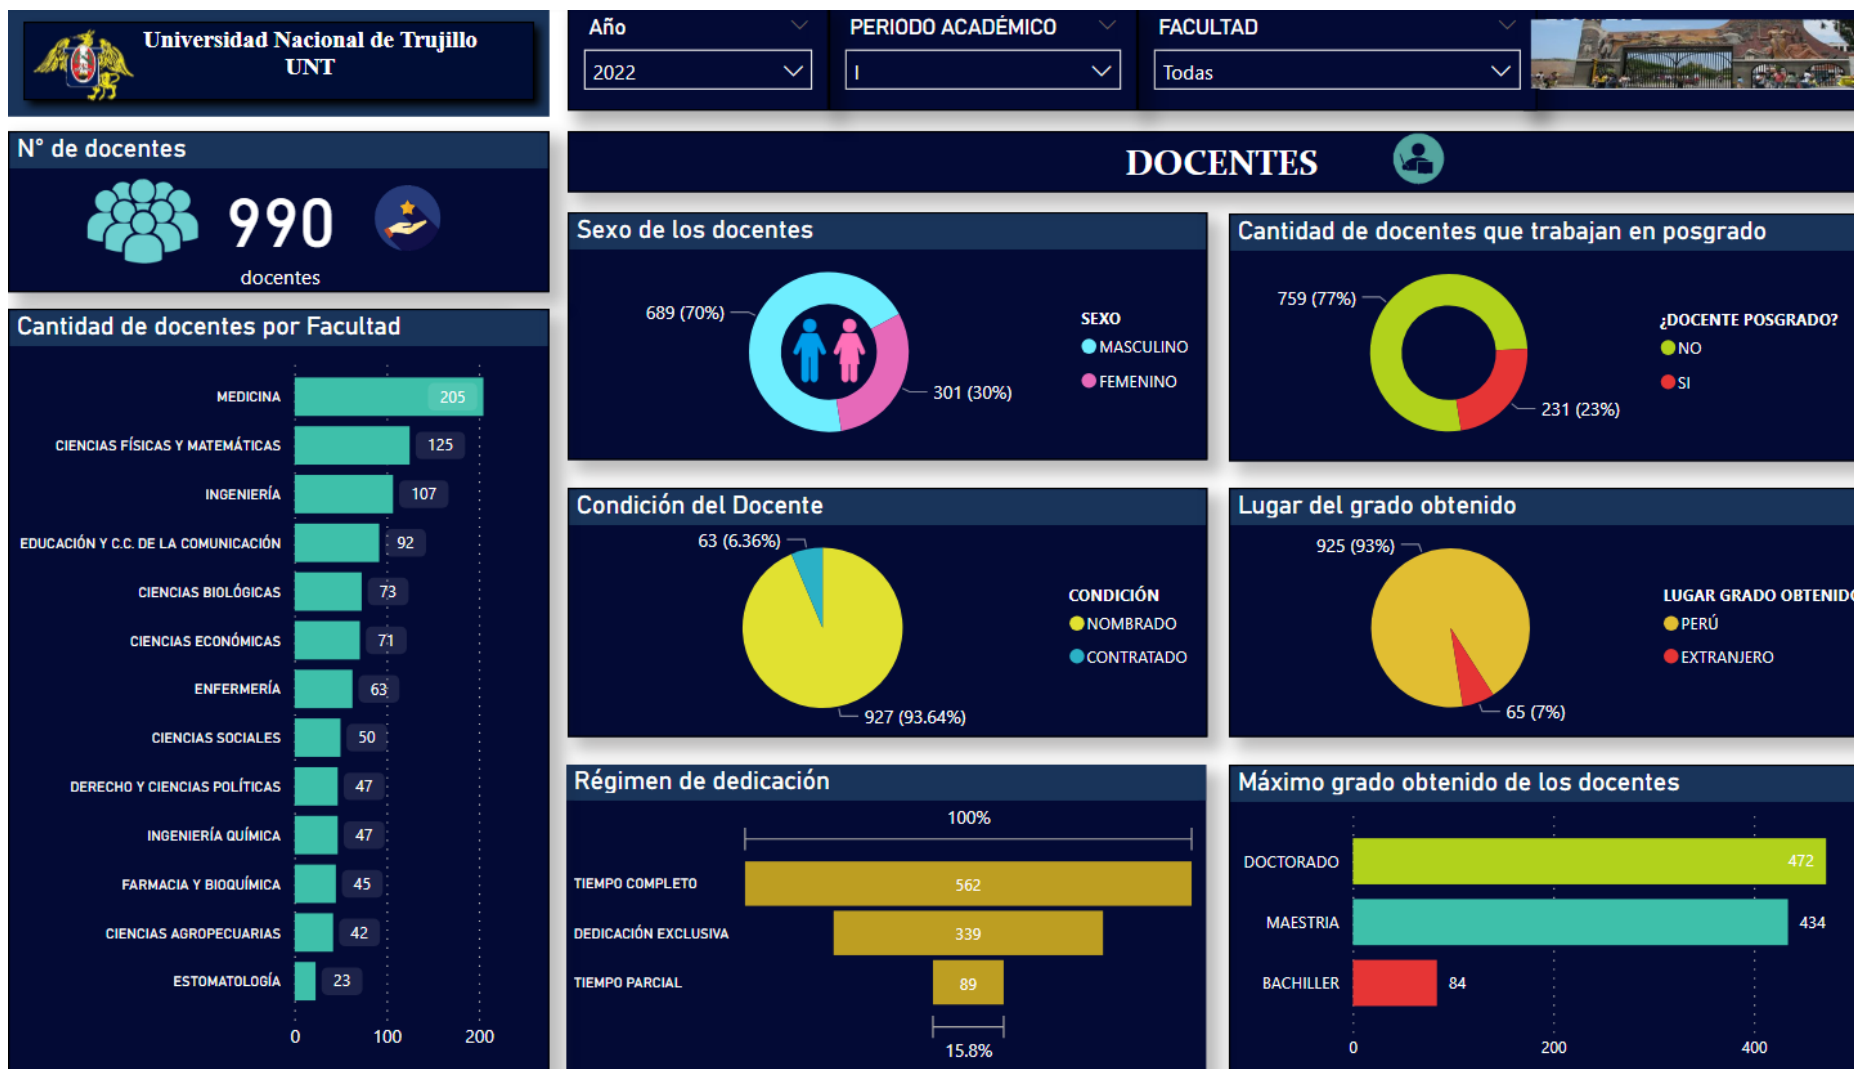 Universidad Nacional de Trujillo
UNT
Año
2022
PERIODO ACADÉMICO
I
FACULTAD
Todas
N° de docentes
990
docentes
DOCENTES
Cantidad de docentes por Facultad
MEDICINA 205
CIENCIAS FÍSICAS Y MATEMÁTICAS 125
INGENIERÍA 107
EDUCACIÓN Y C.C. DE LA COMUNICACIÓN 92
CIENCIAS BIOLÓGICAS 73
CIENCIAS ECONÓMICAS 71
ENFERMERÍA 63
CIENCIAS SOCIALES 50
DERECHO Y CIENCIAS POLÍTICAS 47
INGENIERÍA QUÍMICA 47
FARMACIA Y BIOQUÍMICA 45
CIENCIAS AGROPECUARIAS 42
ESTOMATOLOGÍA 23
0 100 200
Sexo de los docentes
689 (70%)
301 (30%)
SEXO
MASCULINO
FEMENINO
Cantidad de docentes que trabajan en posgrado
759 (77%)
231 (23%)
¿DOCENTE POSGRADO?
NO
SI
Condición del Docente
63 (6.36%)
927 (93.64%)
CONDICIÓN
NOMBRADO
CONTRATADO
Lugar del grado obtenido
925 (93%)
65 (7%)
LUGAR GRADO OBTENIDO
PERÚ
EXTRANJERO
Régimen de dedicación
100%
TIEMPO COMPLETO 562
DEDICACIÓN EXCLUSIVA 339
TIEMPO PARCIAL 89
15.8%
Máximo grado obtenido de los docentes
DOCTORADO 472
MAESTRIA 434
BACHILLER 84
0 200 400